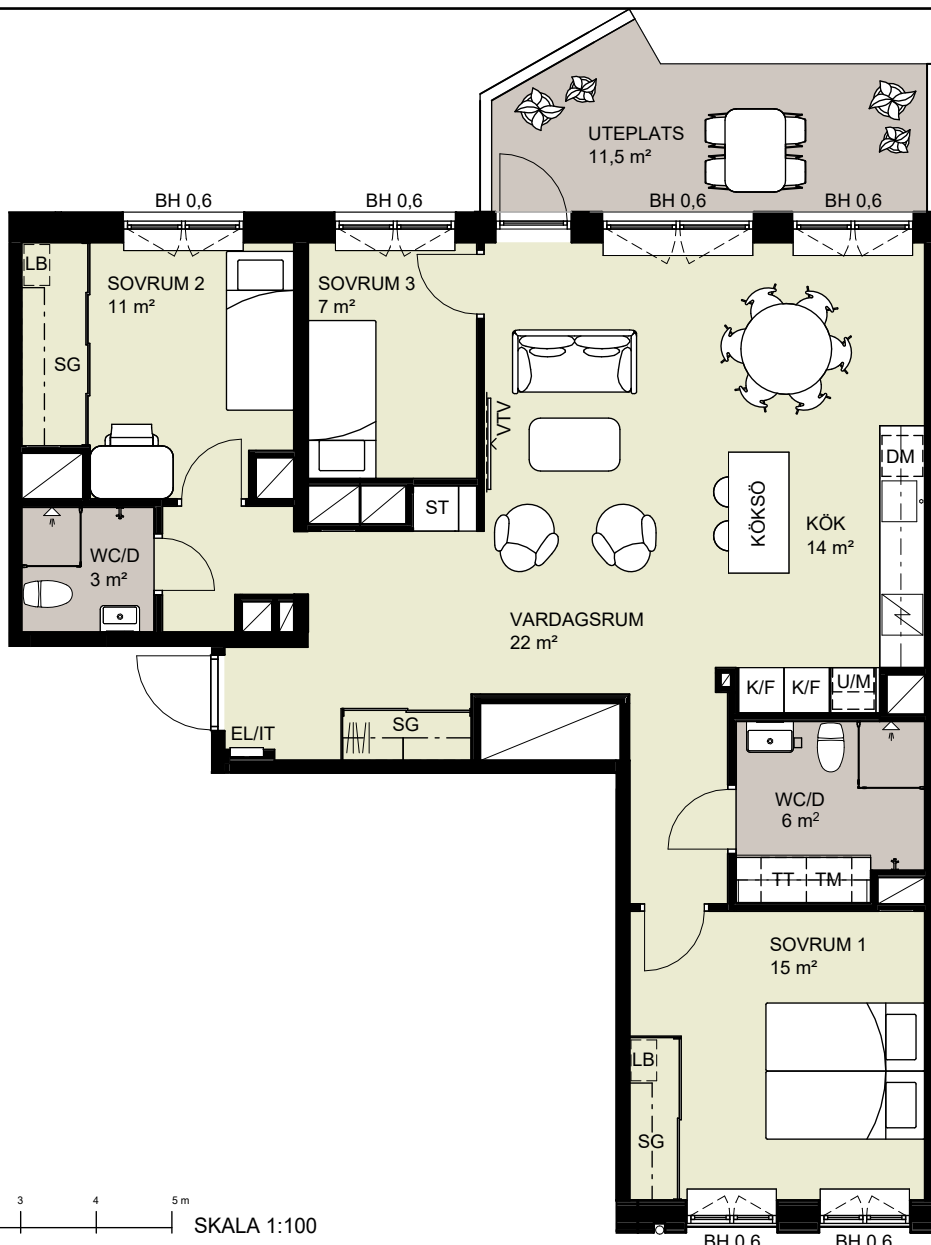 UTEPLATS
11,5 m²
BH 0,6
BH 0,6
BH 0,6
BH 0,6
LB
SOVRUM 2
11 m²
SOVRUM 3
7 m²
SG
VTV
DM
ST
KÖKSÖ
KÖK
14 m²
WC/D
3 m²
VARDAGSRUM
22 m²
K/F
K/F
U/M
EL/IT
SG
WC/D
6 m²
TT
TM
SOVRUM 1
15 m²
LB
SG
3
4
5 m
SKALA 1:100
BH 0,6
BH 0,6